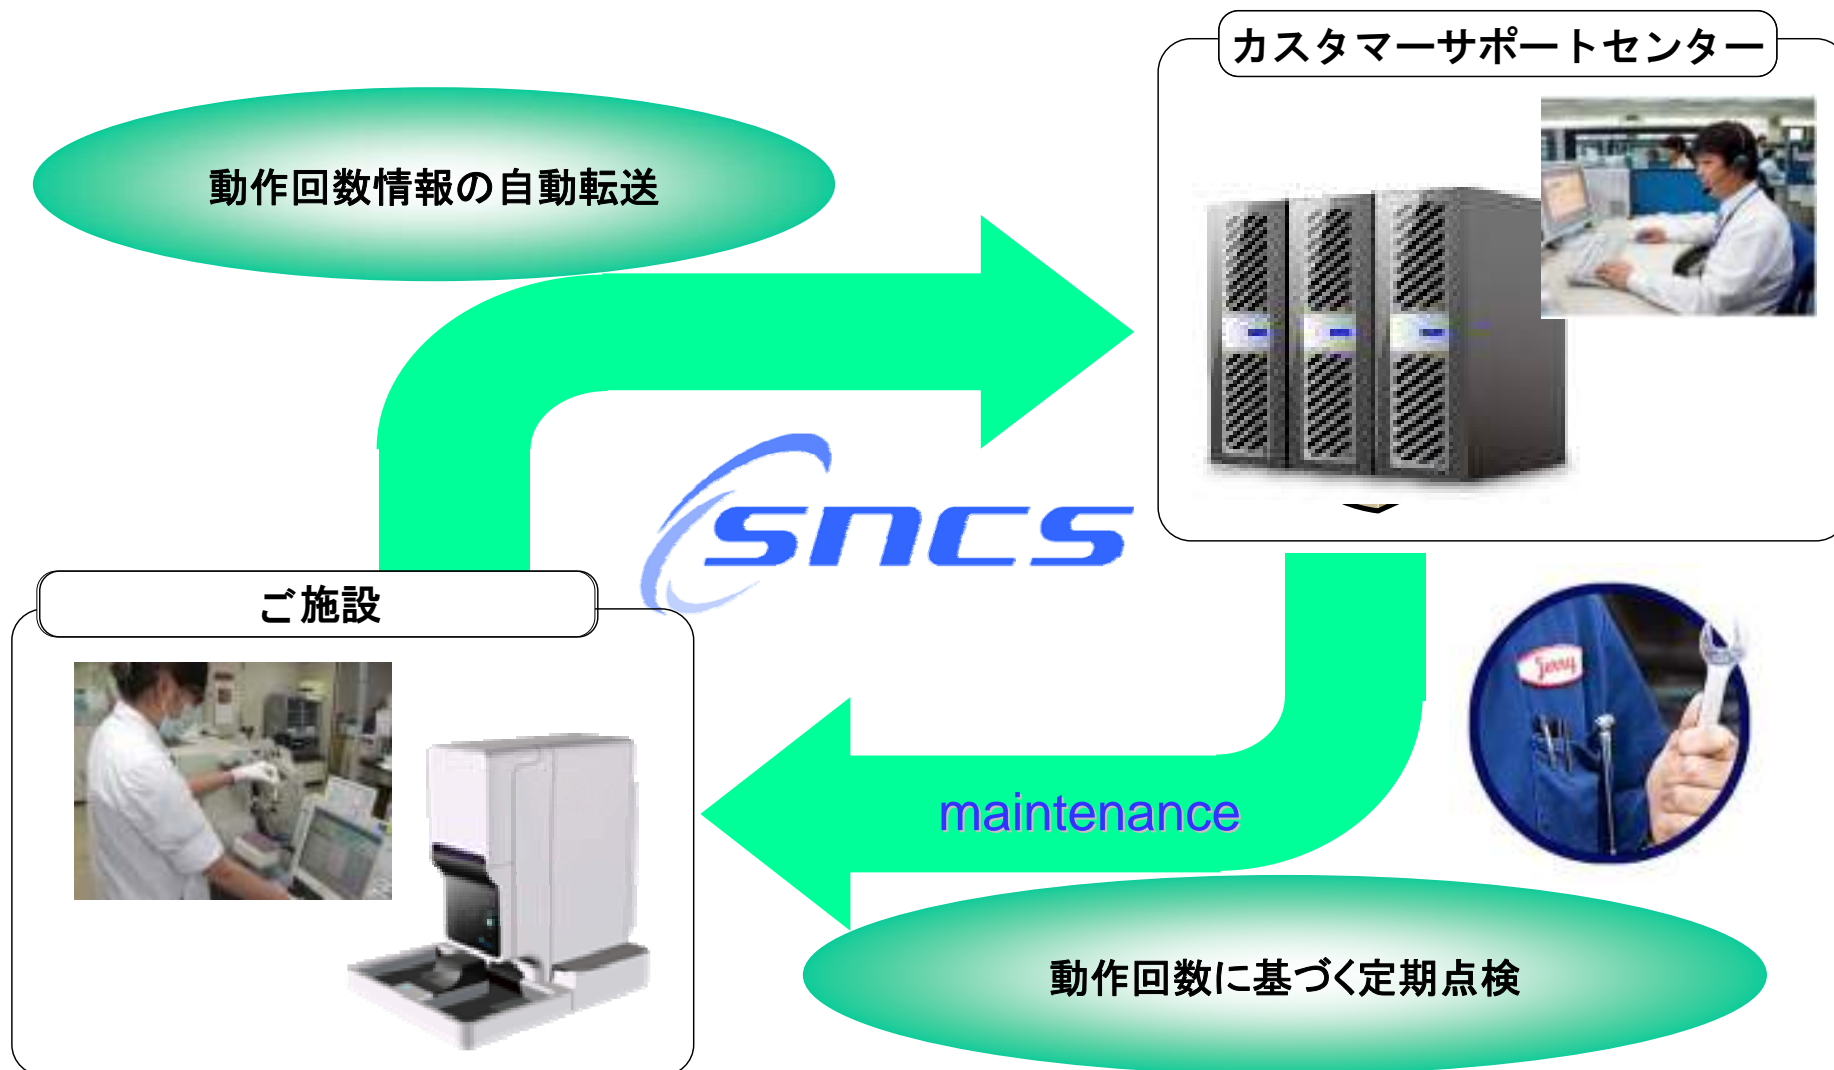 カスタマーサポートセンター
動作回数情報の自動転送
sncs
ご施設
Jerry
maintenance
動作回数に基づく定期点検